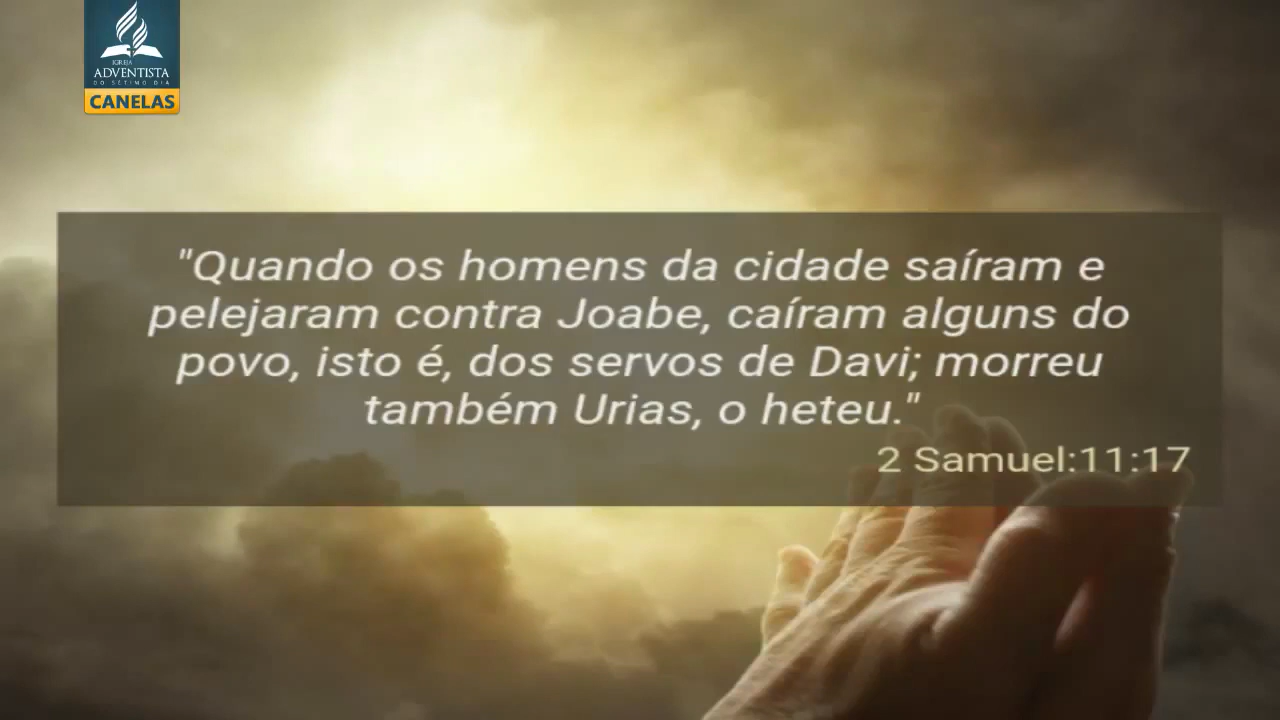 IGREJA
ADVENTISTA
DO SÉTIMO DIA
CANELAS
"Quando os homens da cidade saíram e
pelejaram contra Joabe, caíram alguns do
povo, isto é, dos servos de Davi; morreu
também Urias, o heteu."
2 Samuel:11:17